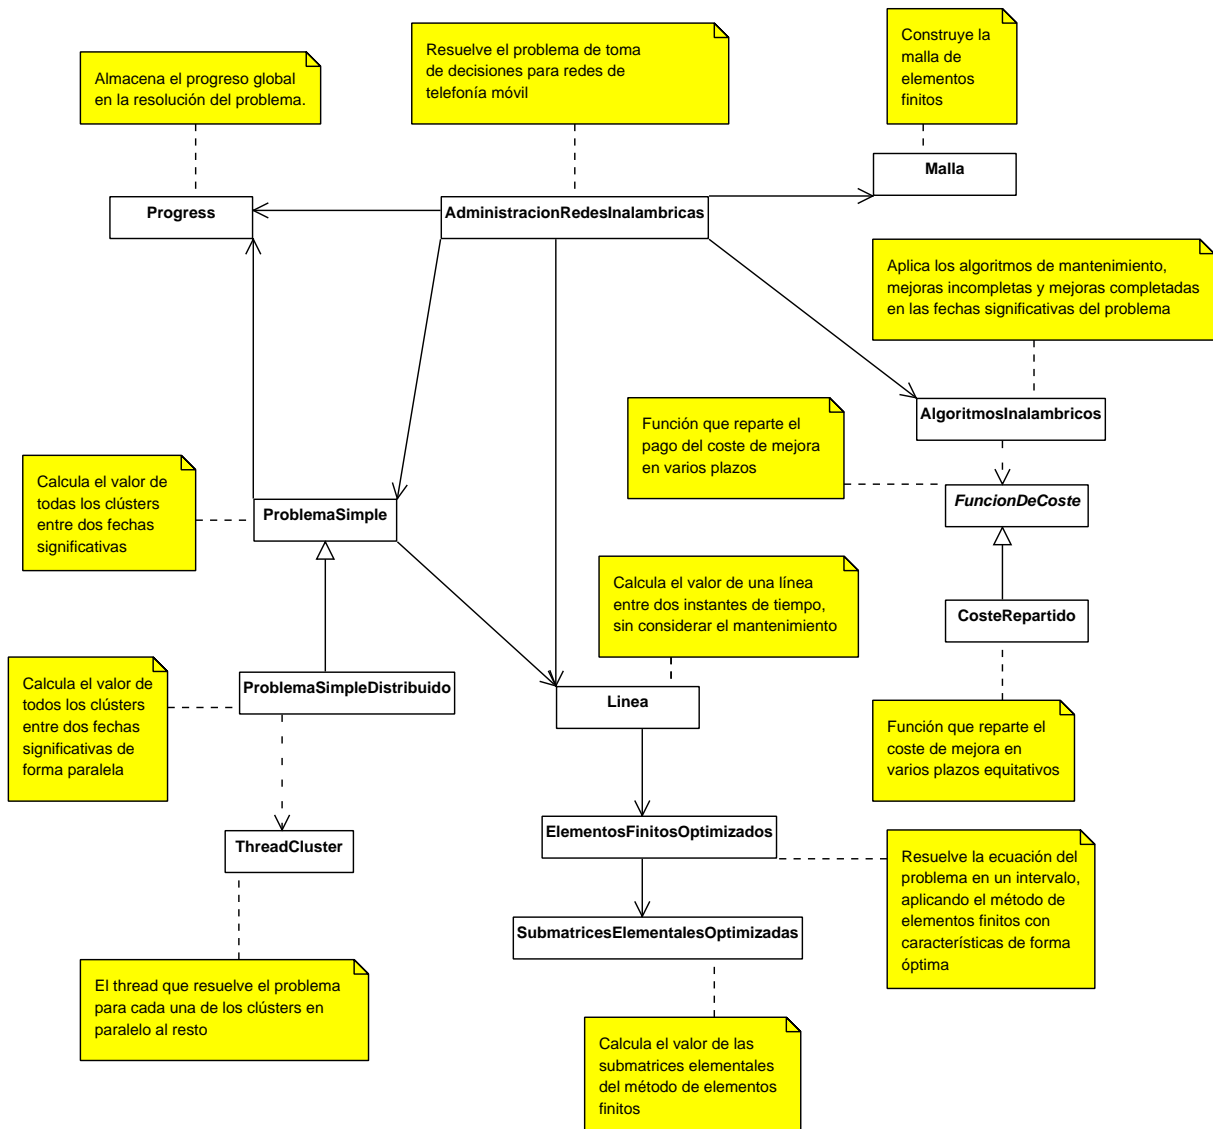 Almacena el progreso global
en la resolución del problema.
Resuelve el problema de toma
de decisiones para redes de
telefonía móvil
Construye la
malla de
elementos
finitos
Malla
Progress
AdministracionRedesInalambricas
Aplica los algoritmos de mantenimiento,
mejoras incompletas y mejoras completadas
en las fechas significativas del problema
AlgoritmosInalambricos
Función que reparte el
pago del coste de mejora
en varios plazos
Calcula el valor de
todas los clústers
entre dos fechas
significativas
ProblemaSimple
FuncionDeCoste
Calcula el valor de una línea
entre dos instantes de tiempo,
sin considerar el mantenimiento
CosteRepartido
Calcula el valor de
todos los clústers
entre dos fechas
significativas de
forma paralela
ProblemaSimpleDistribuido
Linea
Función que reparte el
coste de mejora en
varios plazos equitativos
ThreadCluster
ElementosFinitosOptimizados
Resuelve la ecuación del
problema en un intervalo,
aplicando el método de
elementos finitos con
características de forma
óptima
SubmatricesElementalesOptimizadas
El thread que resuelve el problema
para cada una de los clústers en
paralelo al resto
Calcula el valor de las
submatrices elementales
del método de elementos
finitos